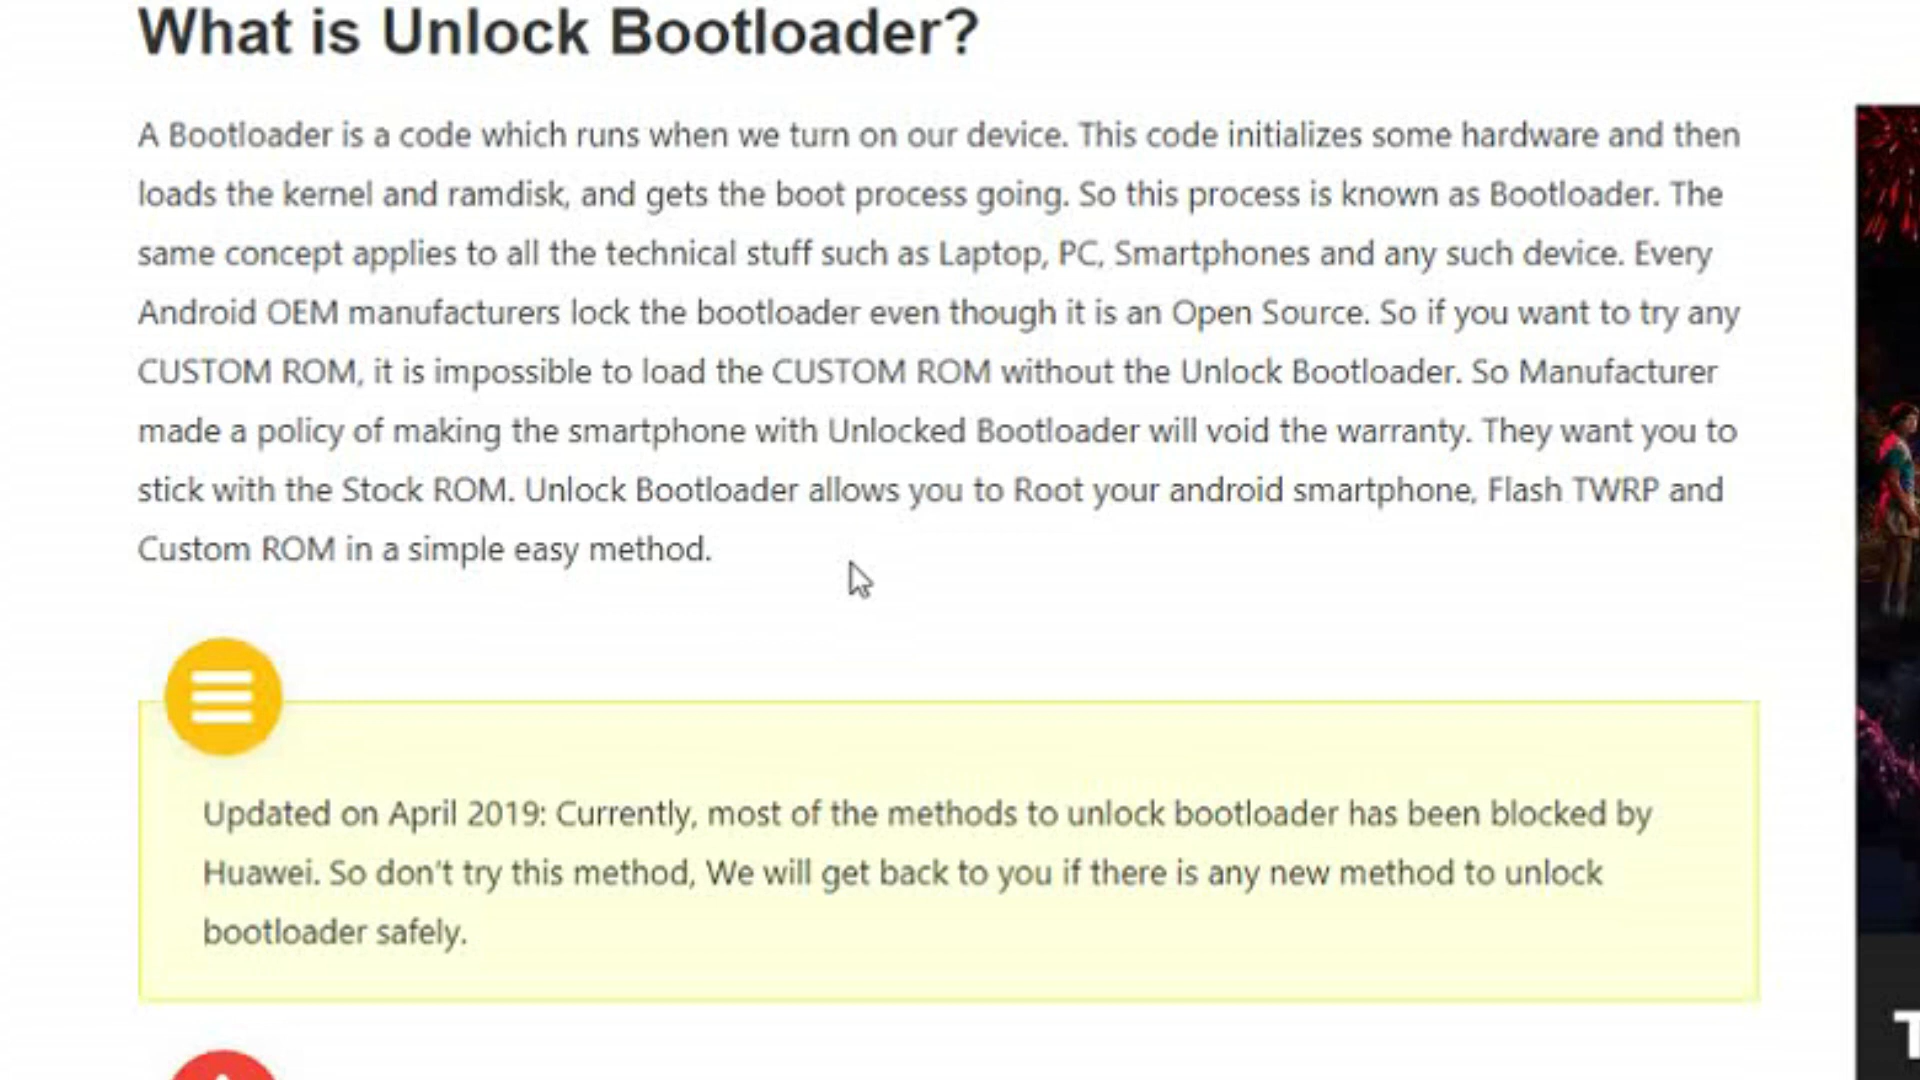 What is Unlock Bootloader?
A Bootloader is a code which runs when we turn on our device. This code initializes some hardware and then
loads the kernel and ramdisk, and gets the boot process going. So this process is known as Bootloader. The
same concept applies to all the technical stuff such as Laptop, PC, Smartphones and any such device. Every
Android OEM manufacturers lock the bootloader even though it is an Open Source. So if you want to try any
CUSTOM ROM, it is impossible to load the CUSTOM ROM without the Unlock Bootloader. So Manufacturer
made a policy of making the smartphone with Unlocked Bootloader will void the warranty. They want you to
stick with the Stock ROM. Unlock Bootloader allows you to Root your android smartphone, Flash TWRP and
Custom ROM in a simple easy method.
Updated on April 2019: Currently, most of the methods to unlock bootloader has been blocked by
Huawei. So don't try this method, We will get back to you if there is any new method to unlock
bootloader safely.